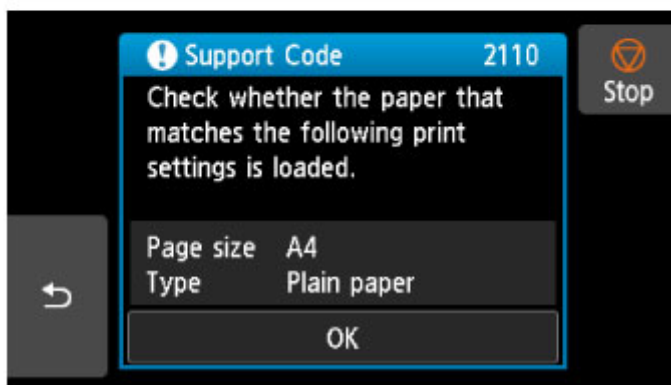 Support Code 2110
Stop
Check whether the paper that
matches the following print
settings is loaded.
Page size A4
Type Plain paper
OK